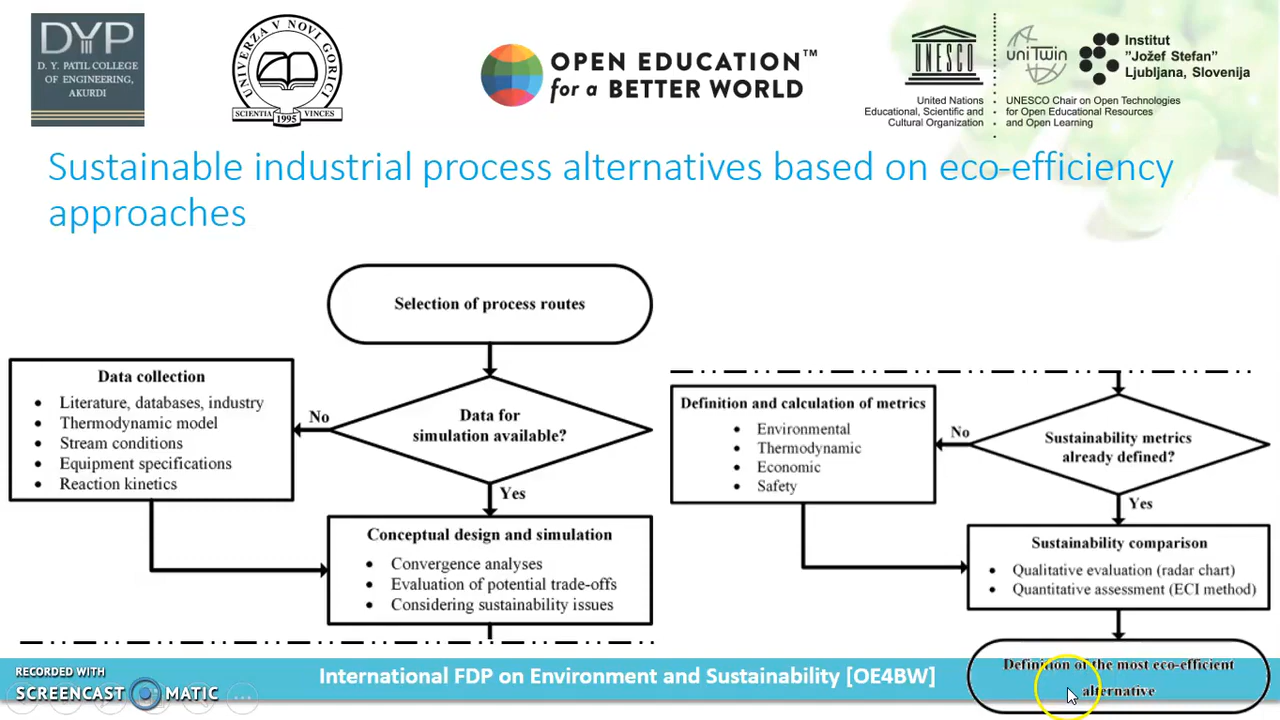 DYP
D. Y. PATIL COLLEGE
OF ENGINEERING,
AKURDI
UNIVERZA V NOVI GORICI
SCIENTIA VINCES
1995
OPEN EDUCATION™
for a BETTER WORLD
UNESCO
United Nations
Educational, Scientific and
Cultural Organization
uniTwin
UNESCO Chair on Open Technologies
for Open Educational Resources
and Open Learning
Institut
"Jožef Stefan"
Ljubljana, Slovenija
Sustainable industrial process alternatives based on eco-efficiency
approaches
Selection of process routes
Data for
simulation available?
No
Data collection
• Literature, databases, industry
• Thermodynamic model
• Stream conditions
• Equipment specifications
• Reaction kinetics
Yes
Conceptual design and simulation
• Convergence analyses
• Evaluation of potential trade-offs
• Considering sustainability issues
Sustainability metrics
already defined?
No
Definition and calculation of metrics
• Environmental
• Thermodynamic
• Economic
• Safety
Yes
Sustainability comparison
• Qualitative evaluation (radar chart)
• Quantitative assessment (ECI method)
Definition of the most eco-efficient
alternative
International FDP on Environment and Sustainability [OE4BW]
RECORDED WITH
SCREENCAST MATIC